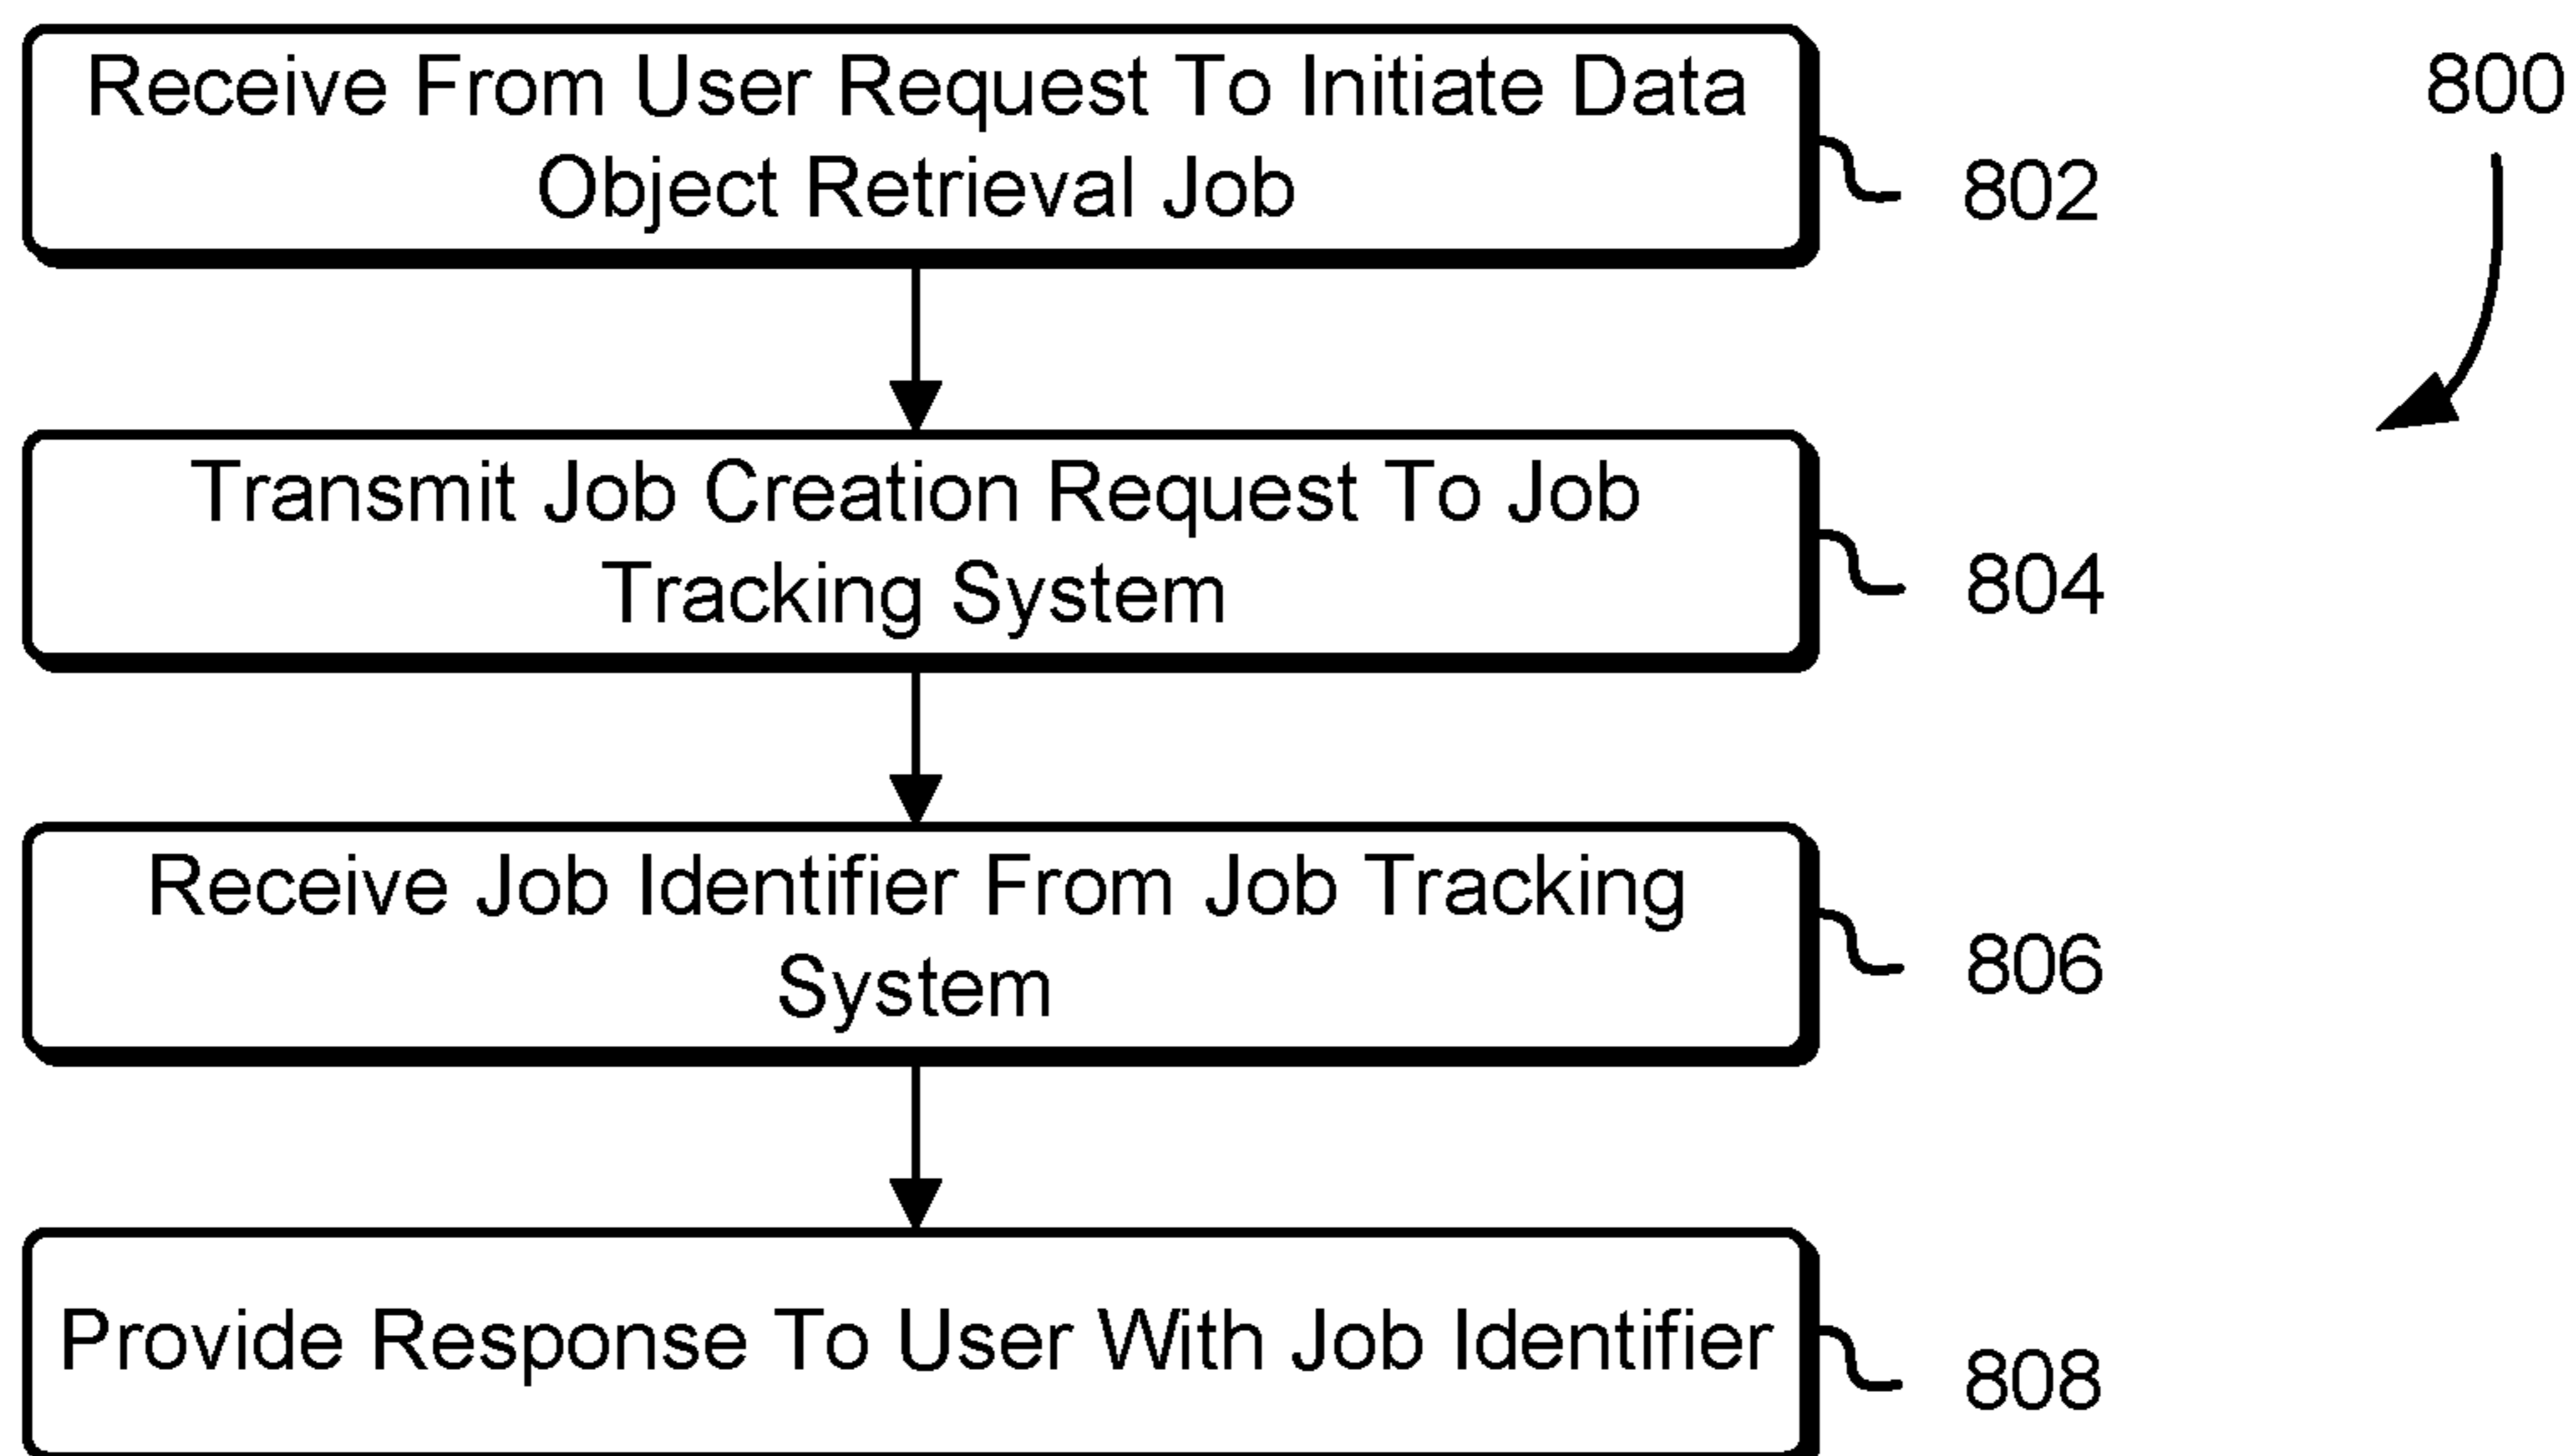 Receive From User Request To Initiate Data
Object Retrieval Job
800
802
Transmit Job Creation Request To Job
Tracking System
804
Receive Job Identifier From Job Tracking
System
806
Provide Response To User With Job Identifier
808